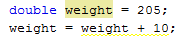 double weight = 205;
weight = weight + 10;